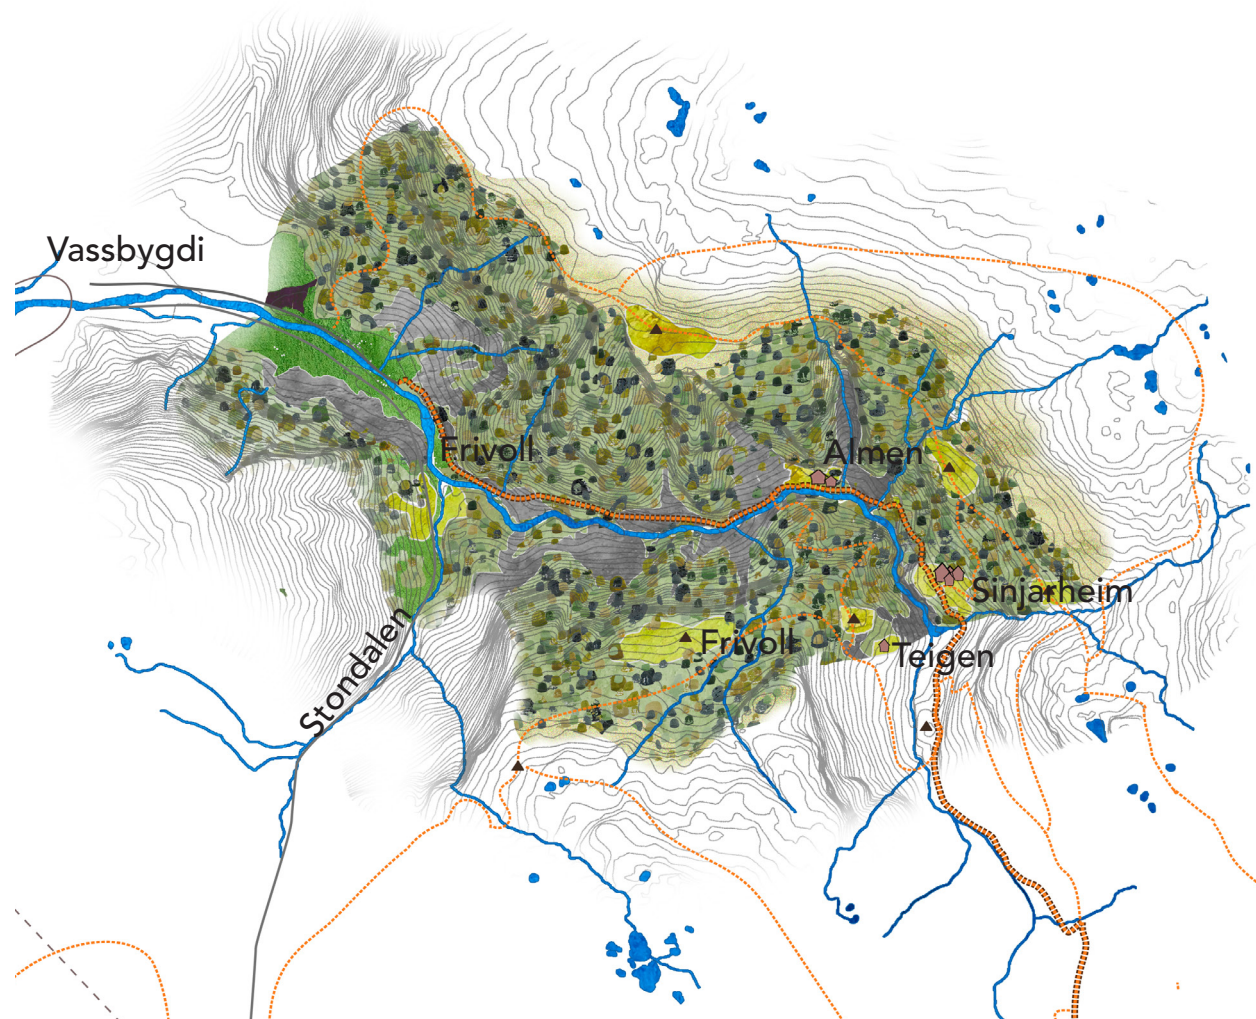 Vassbygdi
Frivoll
Almen
Sinjarheim
Frivoll
Teigen
Stondalen